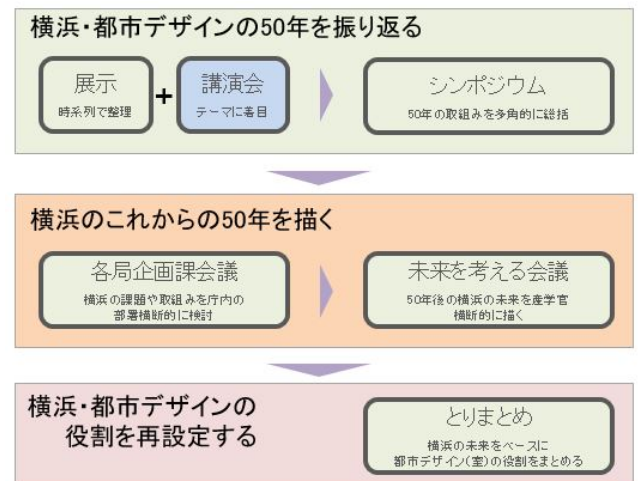 横浜・都市デザインの50年を振り返る
展示
時系列で整理
+
講演会
テーマに着目
シンポジウム
50年の取組みを多角的に総括
横浜のこれからの50年を描く
各局企画課会議
横浜の課題や取組みを庁内の
部署横断的に検討
未来を考える会議
50年後の横浜の未来を産学官
横断的に描く
横浜・都市デザインの
役割を再設定する
とりまとめ
横浜の未来をベースに
都市デザイン(室)の役割をまとめる